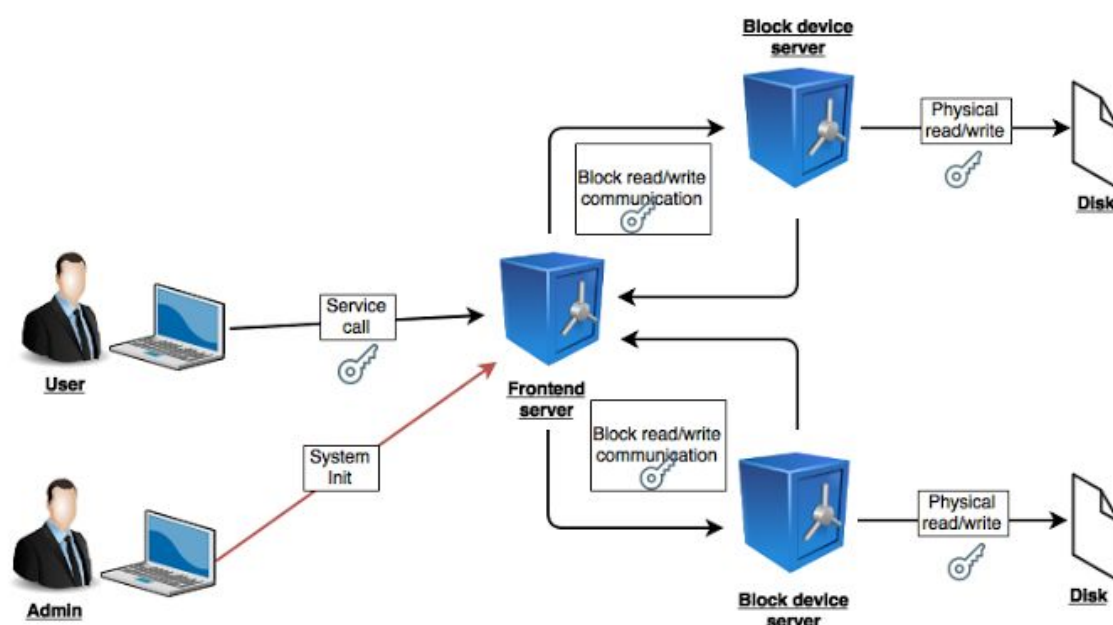 Block device
server
Physical
read/write
Disk
Block read/write
communication
Service
call
User
Frontend
server
Block read/write
communication
System
Init
Admin
Physical
read/write
Disk
Block device
server